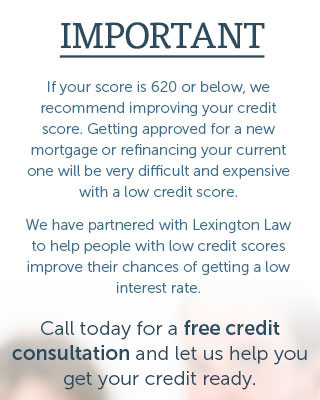 IMPORTANT
If your score is 620 or below, we
recommend improving your credit
score. Getting approved for a new
mortgage or refinancing your current
one will be very difficult and expensive
with a low credit score.
We have partnered with Lexington Law
to help people with low credit scores
improve their chances of getting a low
interest rate.
Call today for a free credit
consultation and let us help you
get your credit ready.